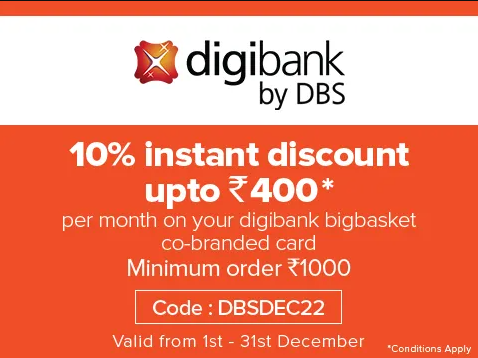 digibank
by DBS
10% instant discount
upto ₹400*
per month on your digibank bigbasket
co-branded card
Minimum order ₹1000
Code : DBSDEC22
Valid from 1st - 31st December
*Conditions Apply